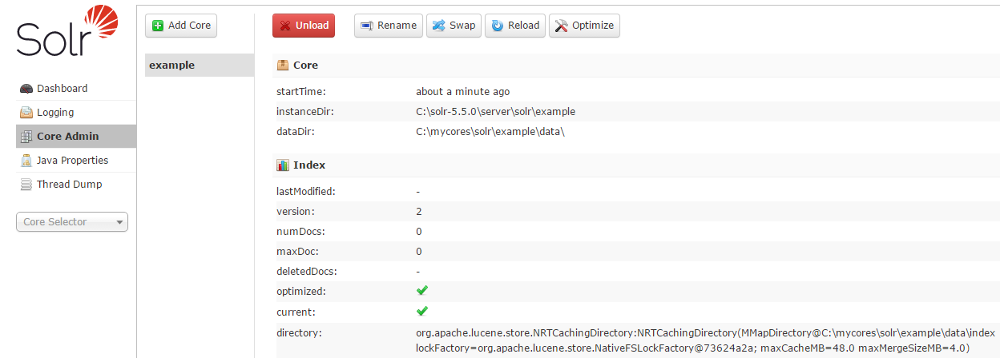 Solr
Dashboard
Logging
Core Admin
Java Properties
Thread Dump
Core Selector
Add Core
example
Unload Rename Swap Reload Optimize
Core
startTime: about a minute ago
instanceDir: C:\solr-5.5.0\server\solr\example
dataDir: C:\mycores\solr\example\data\
Index
lastModified: -
version: 2
numDocs: 0
maxDoc: 0
deletedDocs: -
optimized:
current:
directory: org.apache.lucene.store.NRTCachingDirectory:NRTCachingDirectory(MMapDirectory@C:\mycores\solr\example\data\index
lockFactory=org.apache.lucene.store.NativeFSLockFactory@73624a2a; maxCacheMB=48.0 maxMergeSizeMB=4.0)